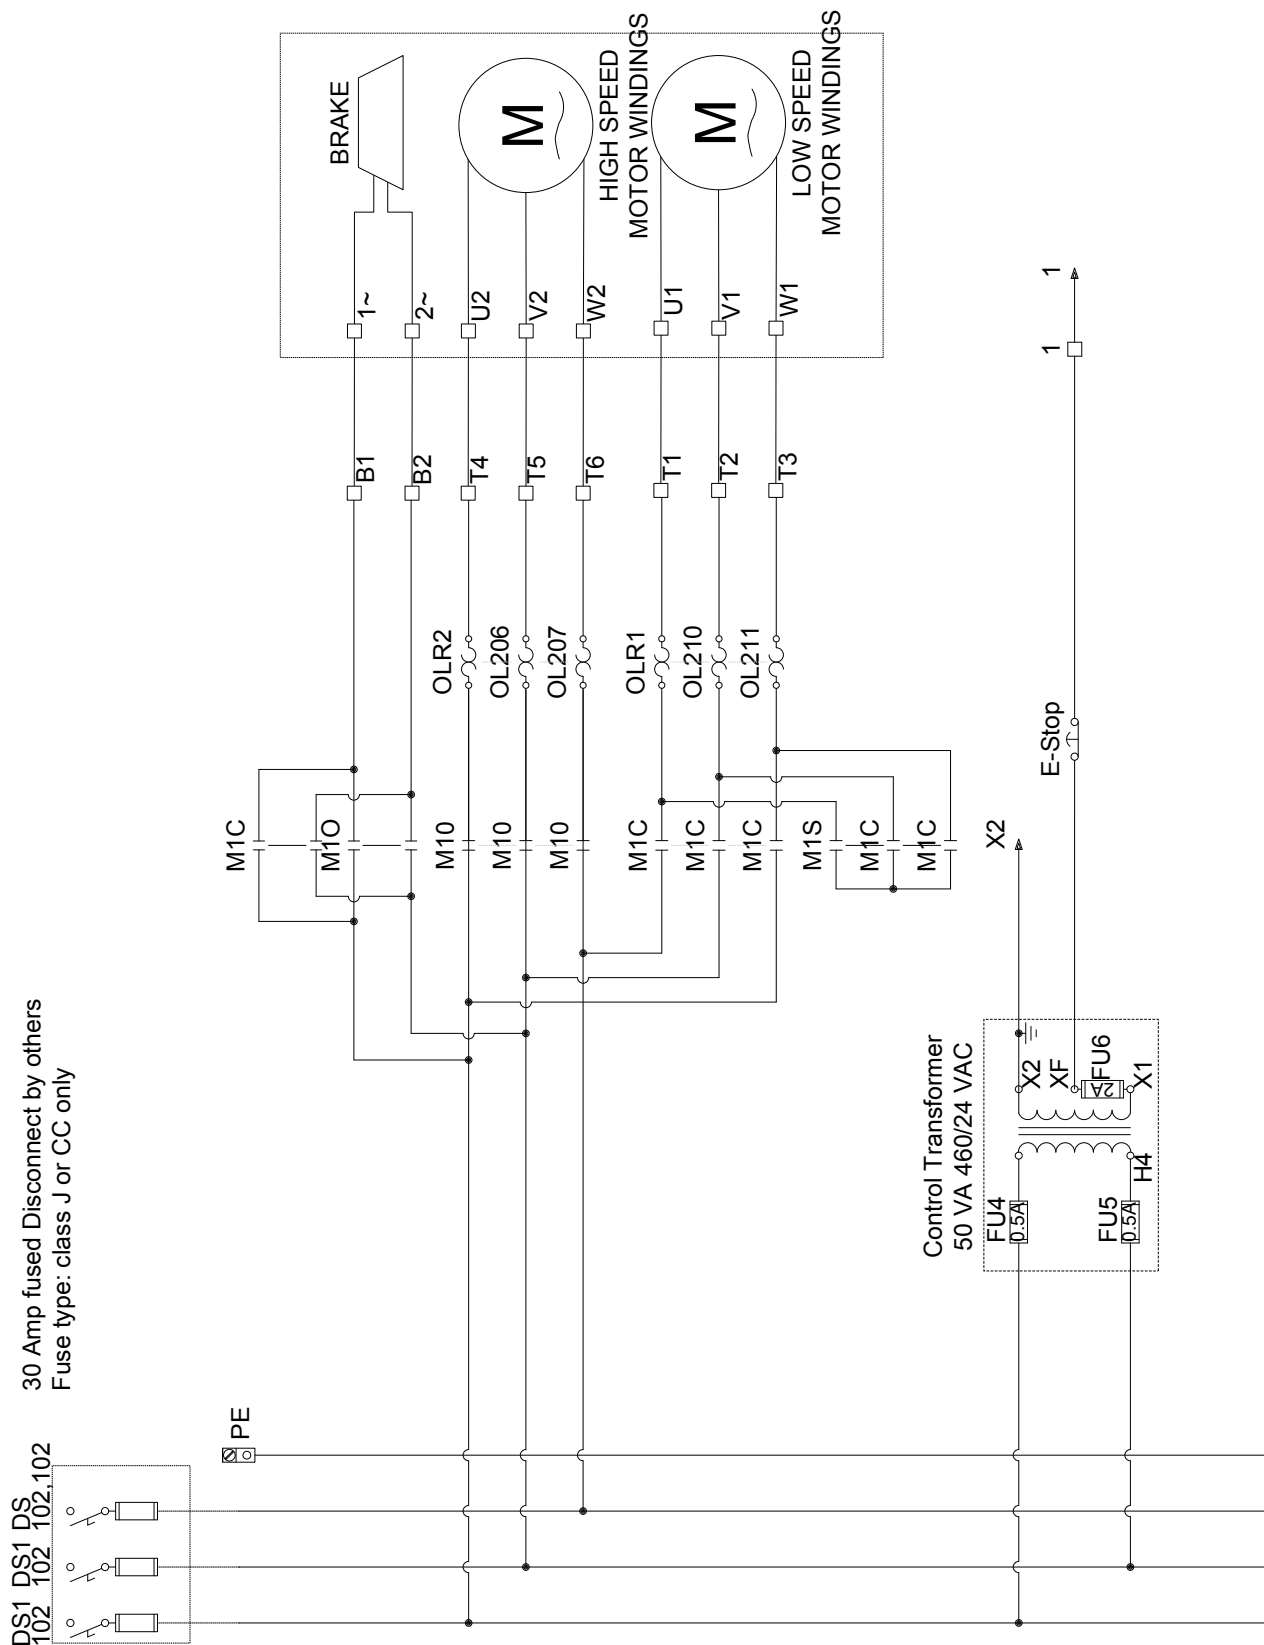 DS1
102
DS1
102
DS
102,102
30 Amp fused Disconnect by others
Fuse type: class J or CC only
PE
M1C
M1O
M10
M10
M10
M1C
M1C
M1C
M1S
M1C
M1C
OLR2
OL206
OL207
OLR1
OL210
OL211
B1
B2
T4
T5
T6
T1
T2
T3
1~
2~
U2
V2
W2
U1
V1
W1
BRAKE
M
HIGH SPEED
MOTOR WINDINGS
M
LOW SPEED
MOTOR WINDINGS
Control Transformer
50 VA 460/24 VAC
FU4
0.5A
FU5
0.5A
H4
X2
XF
FU6
2A
X1
X2
E-Stop
1
1